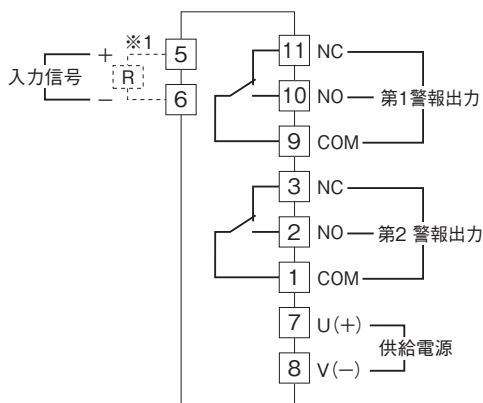 ※1
入力信号
+
R
−
5
6
11 NC
10 NO 第1警報出力
9 COM
3 NC
2 NO 第2 警報出力
1 COM
7 U(+)
供給電源
8 V(−)